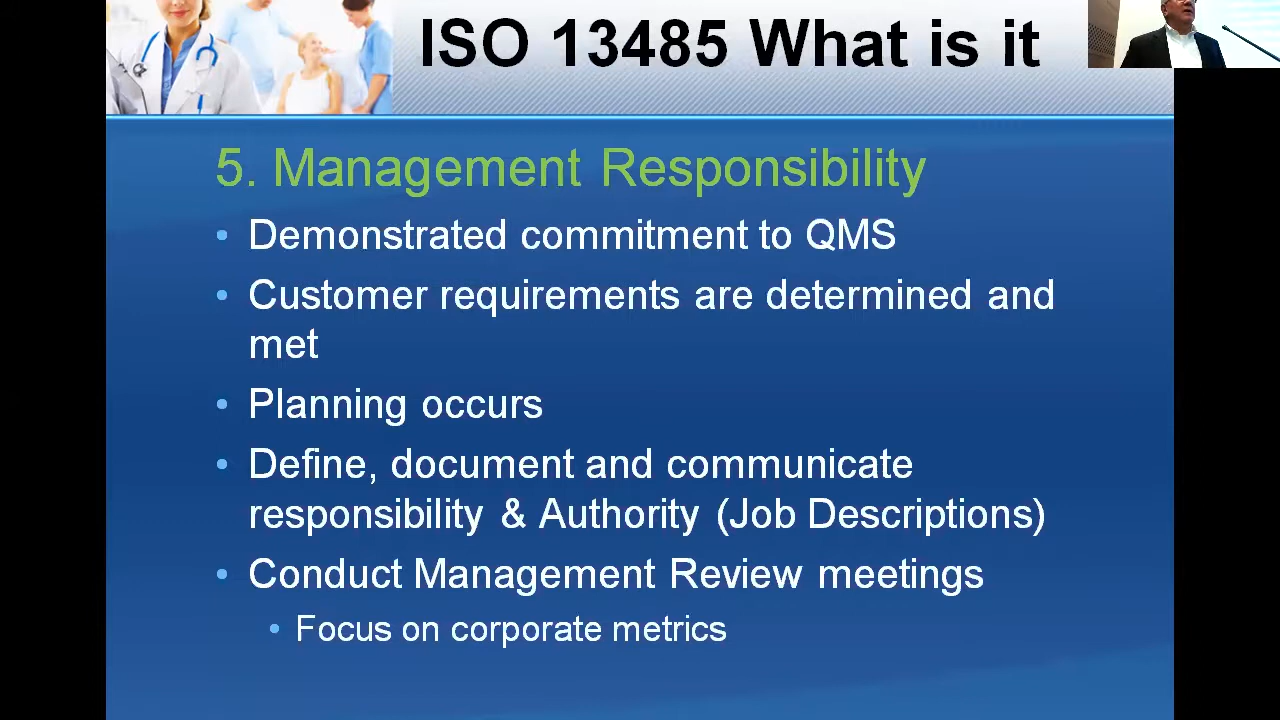 ISO 13485 What is it
5. Management Responsibility
• Demonstrated commitment to QMS
• Customer requirements are determined and
met
• Planning occurs
• Define, document and communicate
responsibility & Authority (Job Descriptions)
• Conduct Management Review meetings
• Focus on corporate metrics